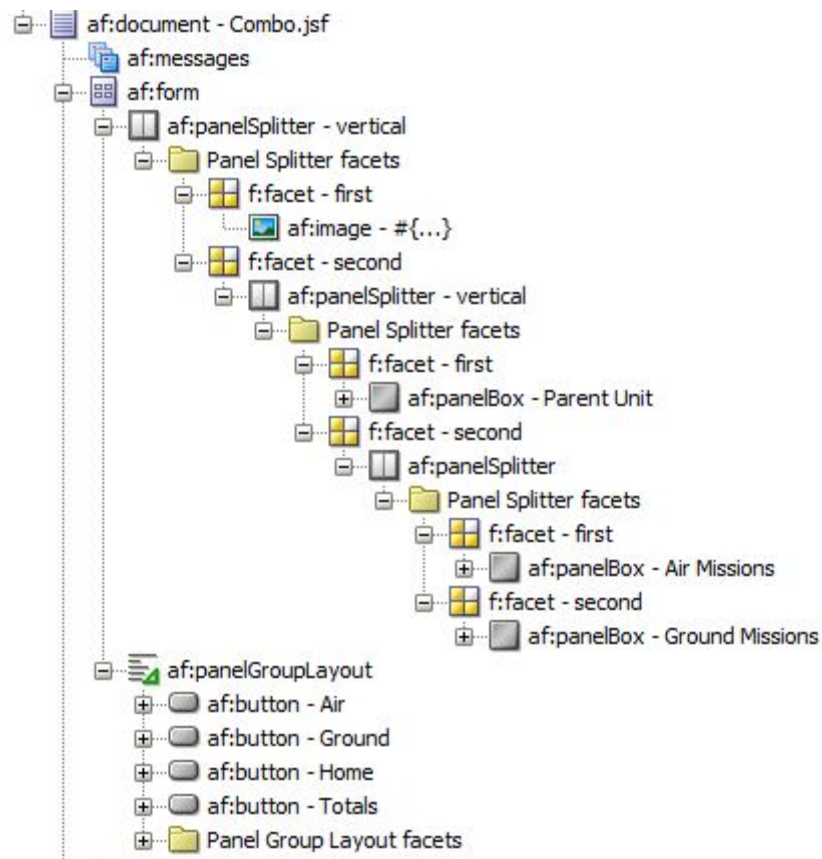 af:document - Combo.jsf
af:messages
af:form
af:panelSplitter - vertical
Panel Splitter facets
f:facet - first
af:image - #{...}
f:facet - second
af:panelSplitter - vertical
Panel Splitter facets
f:facet - first
af:panelBox - Parent Unit
f:facet - second
af:panelSplitter
Panel Splitter facets
f:facet - first
af:panelBox - Air Missions
f:facet - second
af:panelBox - Ground Missions
af:panelGroupLayout
af:button - Air
af:button - Ground
af:button - Home
af:button - Totals
Panel Group Layout facets